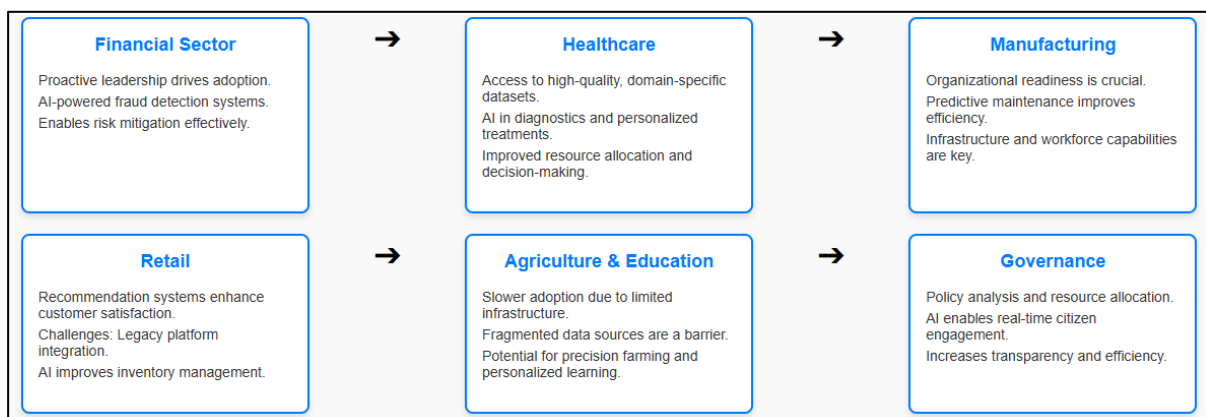 Financial Sector
Proactive leadership drives adoption.
AI-powered fraud detection systems.
Enables risk mitigation effectively.
➔
Healthcare
Access to high-quality, domain-specific
datasets.
AI in diagnostics and personalized
treatments.
Improved resource allocation and
decision-making.
➔
Manufacturing
Organizational readiness is crucial.
Predictive maintenance improves
efficiency.
Infrastructure and workforce capabilities
are key.
Retail
Recommendation systems enhance
customer satisfaction.
Challenges: Legacy platform
integration.
AI improves inventory management.
➔
Agriculture & Education
Slower adoption due to limited
infrastructure.
Fragmented data sources are a barrier.
Potential for precision farming and
personalized learning.
➔
Governance
Policy analysis and resource allocation.
AI enables real-time citizen
engagement.
Increases transparency and efficiency.